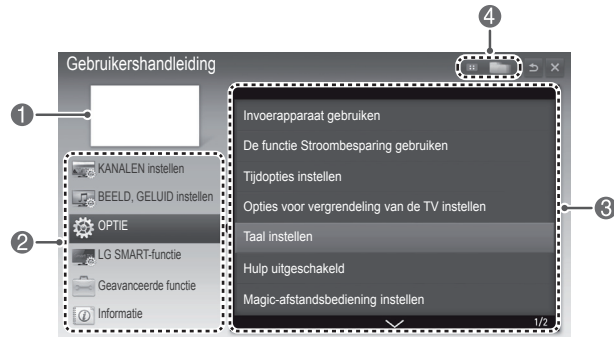 4
Gebruikershandleiding
1
Invoerapparaat gebruiken
De functie Stroombesparing gebruiken
Tijdopties instellen
Opties voor vergrendeling van de TV instellen
Taal instellen
Hulp uitgeschakeld
Magic-afstandsbediening instellen
1/2
3
2
KANALEN instellen
BEELD, GELUID instellen
OPTIE
LG SMART-functie
Geavanceerde functie
Informatie